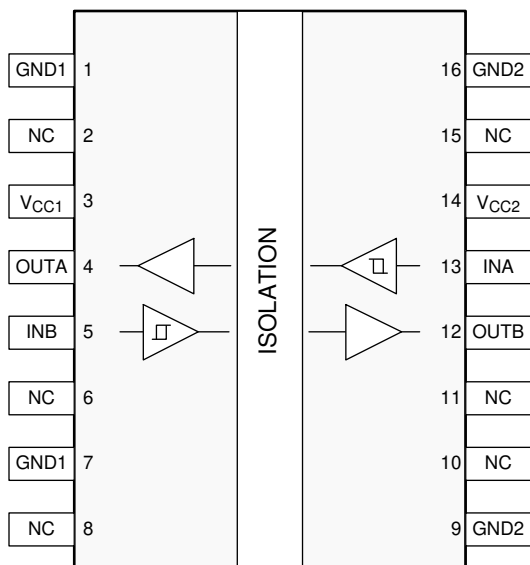 GND1 1 16 GND2
NC 2 15 NC
VCC1 3 14 VCC2
OUTA 4 13 INA
INB 5 12 OUTB
ISOLATION
NC 6 11 NC
GND1 7 10 NC
NC 8 9 GND2